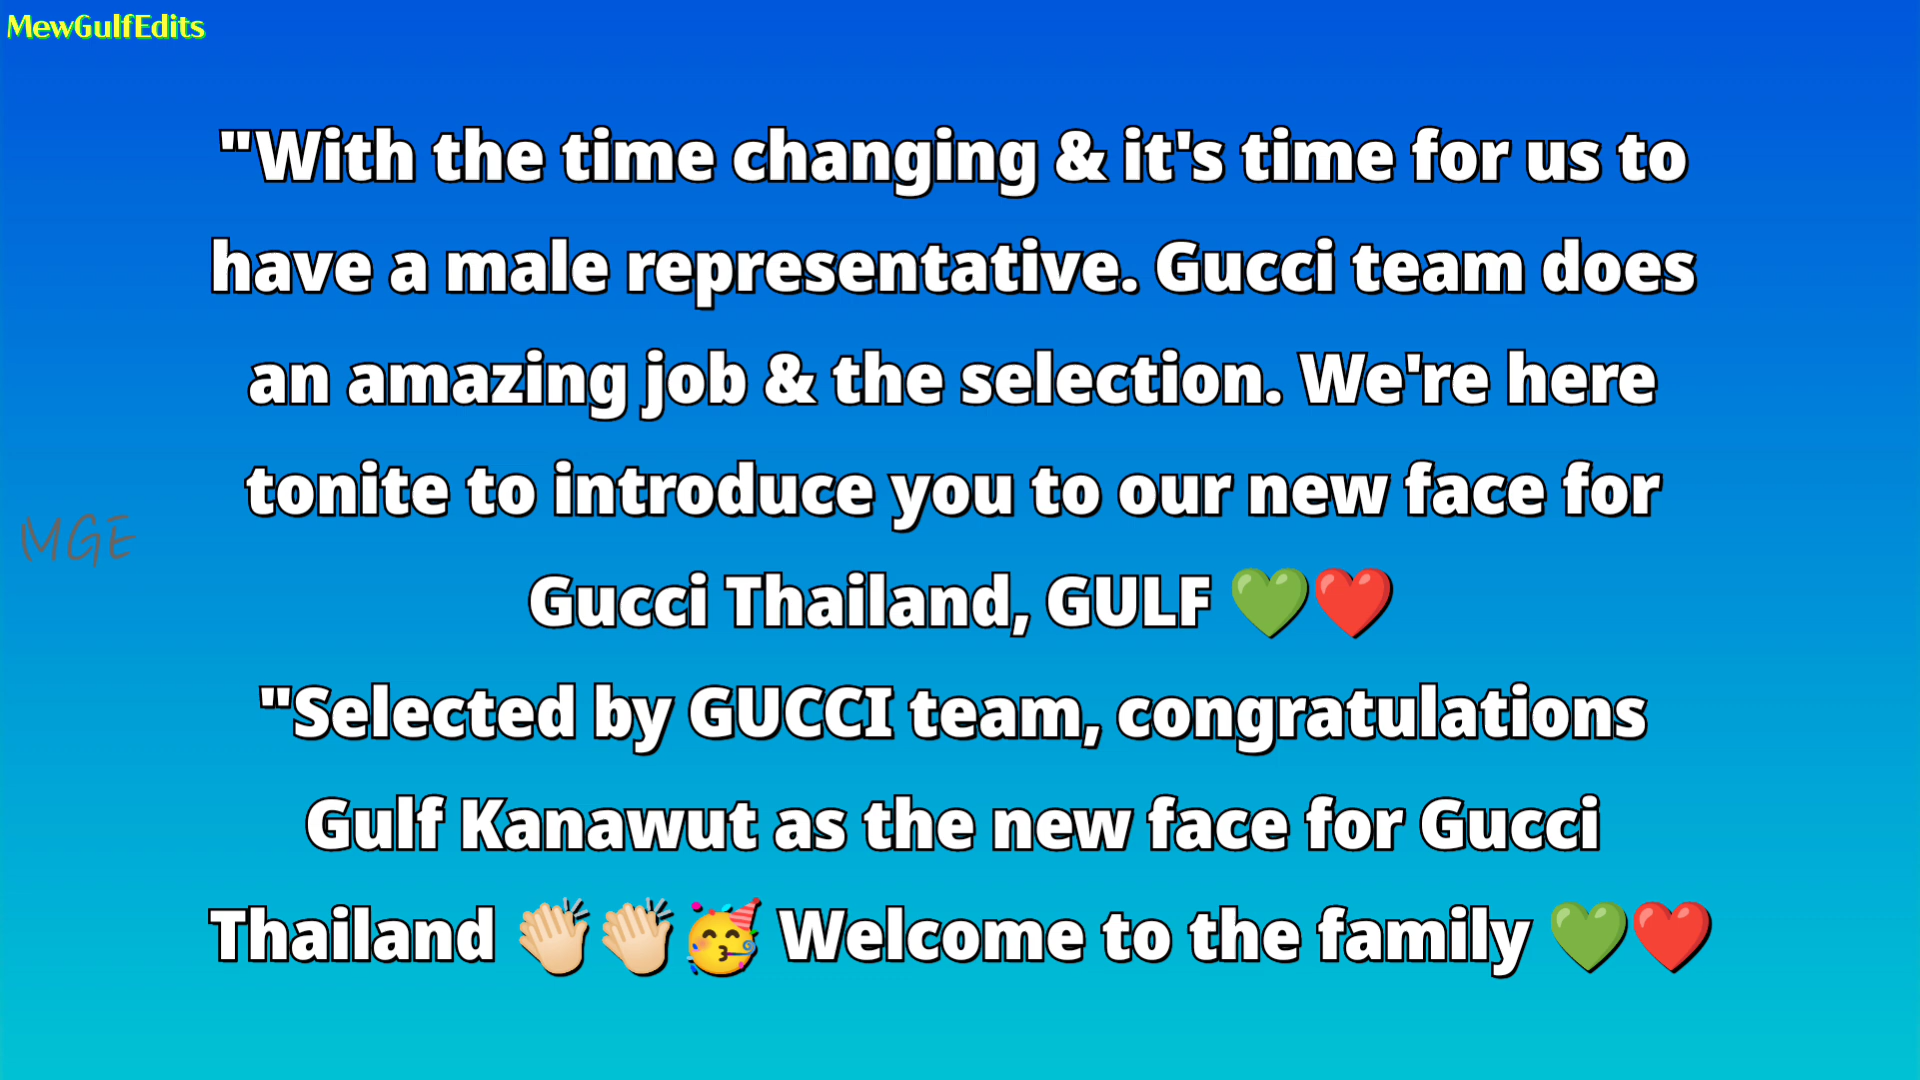 MewGulfEdits
"With the time changing & it's time for us to
have a male representative. Gucci team does
an amazing job & the selection. We're here
tonite to introduce you to our new face for
MGE
Gucci Thailand, GULF 💚❤️
"Selected by GUCCI team, congratulations
Gulf Kanawut as the new face for Gucci
Thailand 👏🏻👏🏻🥳 Welcome to the family 💚❤️